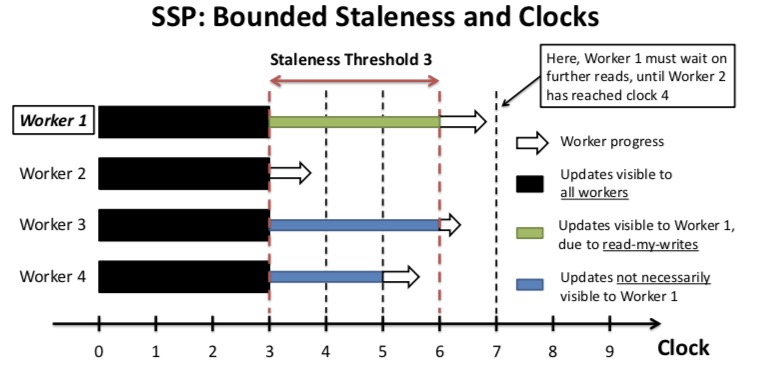 SSP: Bounded Staleness and Clocks
Staleness Threshold 3
Here, Worker 1 must wait on
further reads, until Worker 2
has reached clock 4
Worker 1
Worker 2
Worker 3
Worker 4
Worker progress
Updates visible to
all workers
Updates visible to Worker 1,
due to read-my-writes
Updates not necessarily
visible to Worker 1
0 1 2 3 4 5 6 7 8 9
Clock